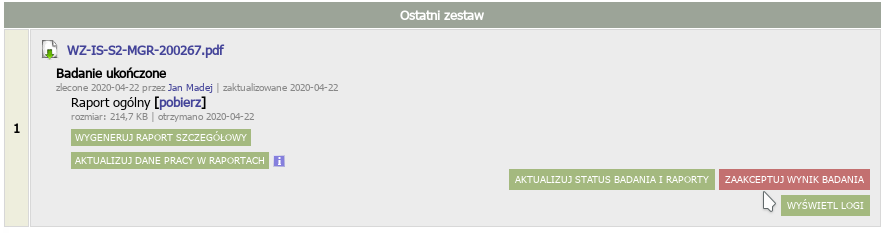 Ostatni zestaw
1
WZ-IS-S2-MGR-200267.pdf
Badanie ukończone
zlecone 2020-04-22 przez Jan Madej | zaktualizowane 2020-04-22
Raport ogólny [pobierz]
rozmiar: 214,7 KB | otrzymano 2020-04-22
WYGENERUJ RAPORT SZCZEGÓŁOWY
AKTUALIZUJ DANE PRACY W RAPORTACH i
AKTUALIZUJ STATUS BADANIA I RAPORTY ZAAKCEPTUJ WYNIK BADANIA
WYŚWIETL LOGI